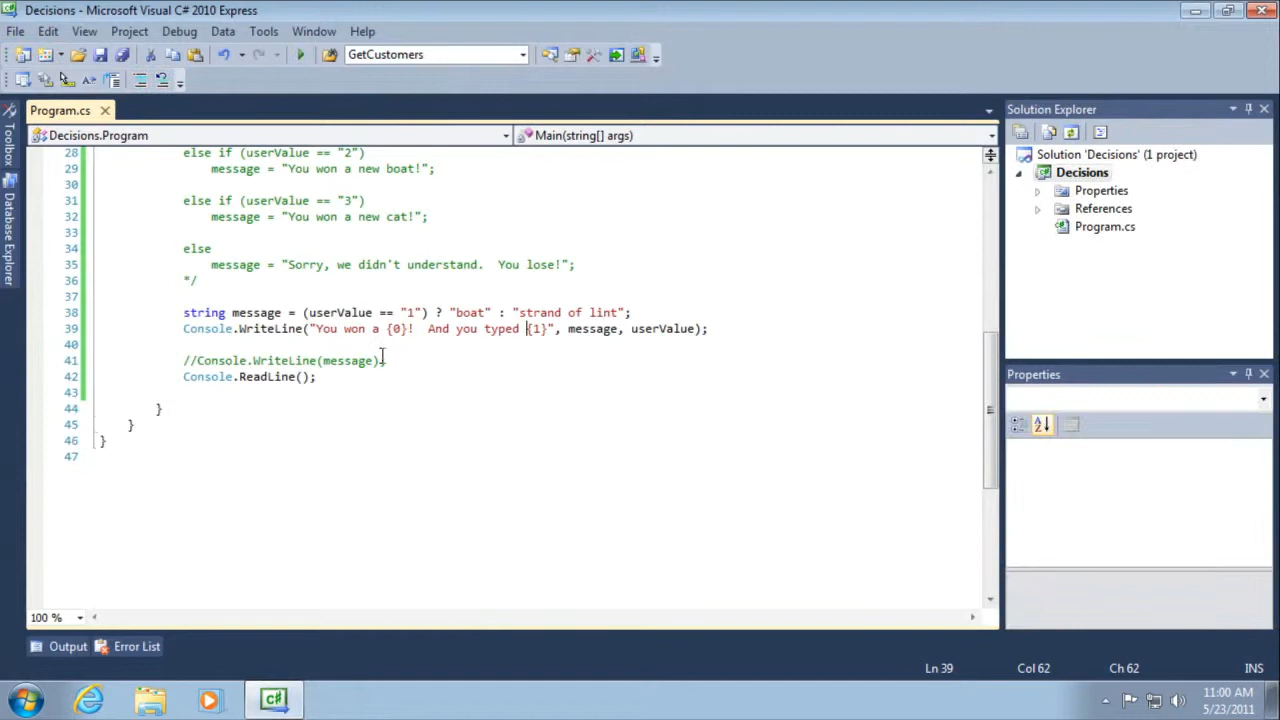 Decisions - Microsoft Visual C# 2010 Express
File Edit View Project Debug Data Tools Window Help
GetCustomers
Program.cs
Decisions.Program
Main(string[] args)
Toolbox
Database Explorer
28 else if (userValue == "2")
29 message = "You won a new boat!";
30
31 else if (userValue == "3")
32 message = "You won a new cat!";
33
34 else
35 message = "Sorry, we didn't understand.  You lose!";
36 */
37
38 string message = (userValue == "1") ? "boat" : "strand of lint";
39 Console.WriteLine("You won a {0}!  And you typed {1}", message, userValue);
40
41 //Console.WriteLine(message);
42 Console.ReadLine();
43
44 }
45 }
46 }
47
100 %
Output
Error List
Solution Explorer
Solution 'Decisions' (1 project)
Decisions
Properties
References
Program.cs
Properties
Ln 39 Col 62 Ch 62 INS
C#
11:00 AM
5/23/2011